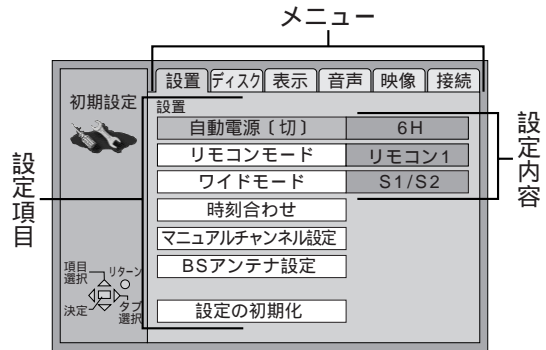 メニュー
初期設定
設置 ディスク 表示 音声 映像 接続
設置
自動電源〔切〕 6H
リモコンモード リモコン1
ワイドモード S1/S2
時刻合わせ
マニュアルチャンネル設定
BSアンテナ設定
設定の初期化
項目
選択
リターン
決定
タブ
選択
設定項目
設定内容